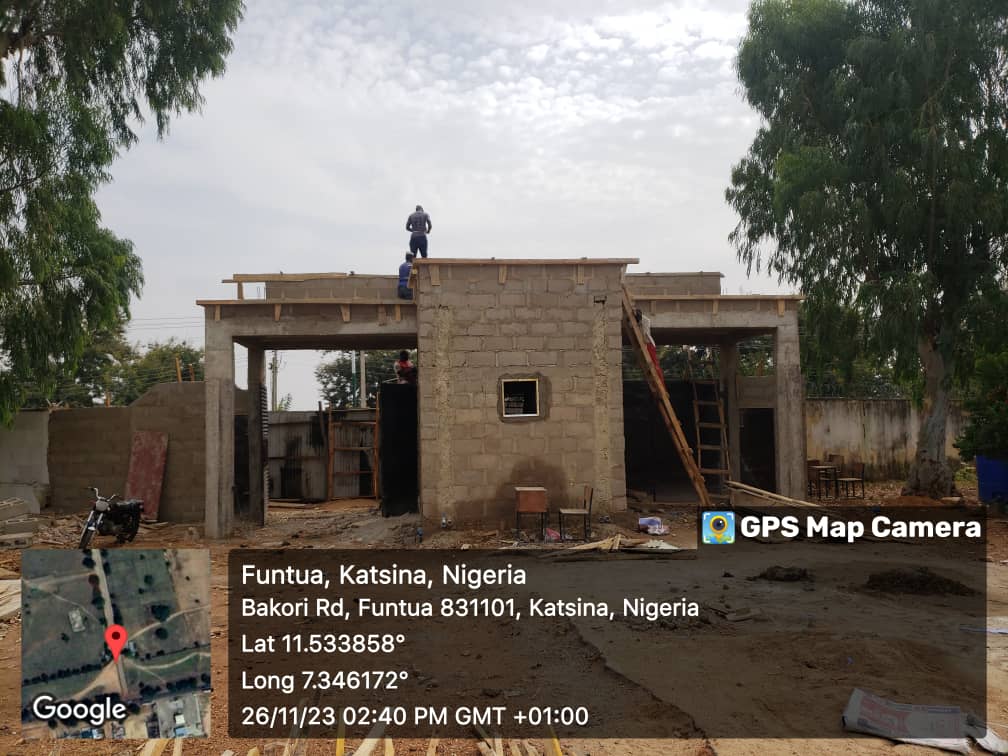 GPS Map Camera
Funtua, Katsina, Nigeria
Bakori Rd, Funtua 831101, Katsina, Nigeria
Lat 11.533858°
Long 7.346172°
26/11/23 02:40 PM GMT +01:00
Google